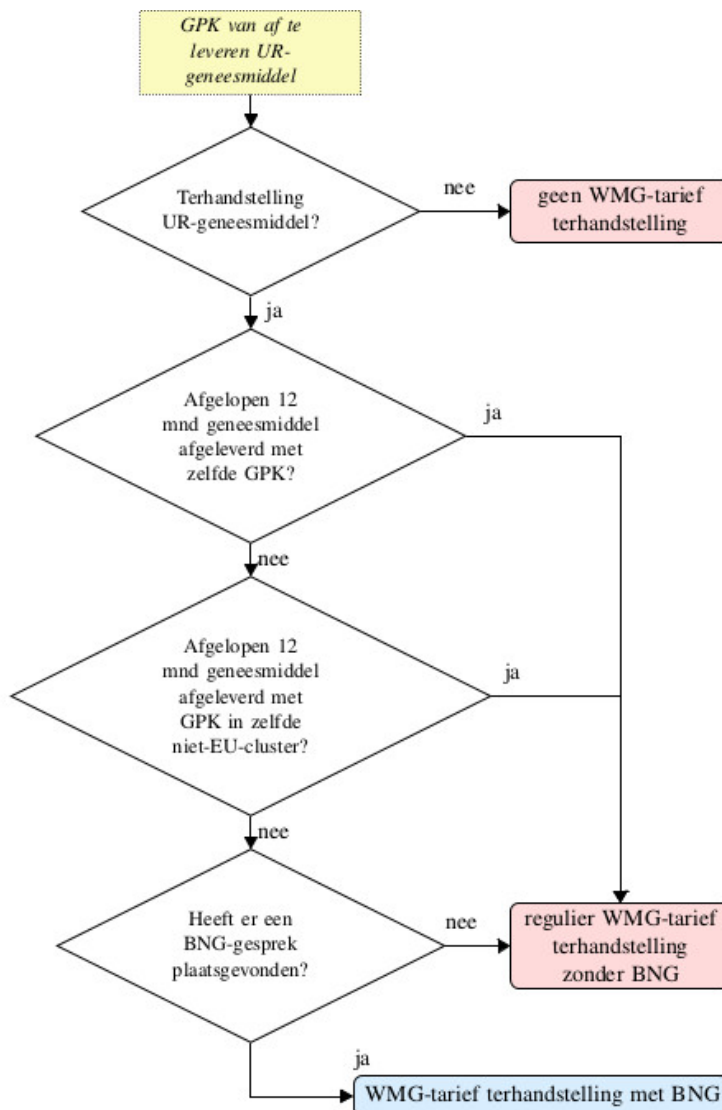 GPK van af te
leveren UR-
geneesmiddel
Terhandstelling
UR-geneesmiddel?
nee
geen WMG-tarief
terhandstelling
ja
Afgelopen 12
mnd geneesmiddel
afgeleverd met
zelfde GPK?
ja
nee
Afgelopen 12
mnd geneesmiddel
afgeleverd met
GPK in zelfde
niet-EU-cluster?
ja
nee
Heeft er een
BNG-gesprek
plaatsgevonden?
nee
regulier WMG-tarief
terhandstelling
zonder BNG
ja
WMG-tarief terhandstelling met BNG